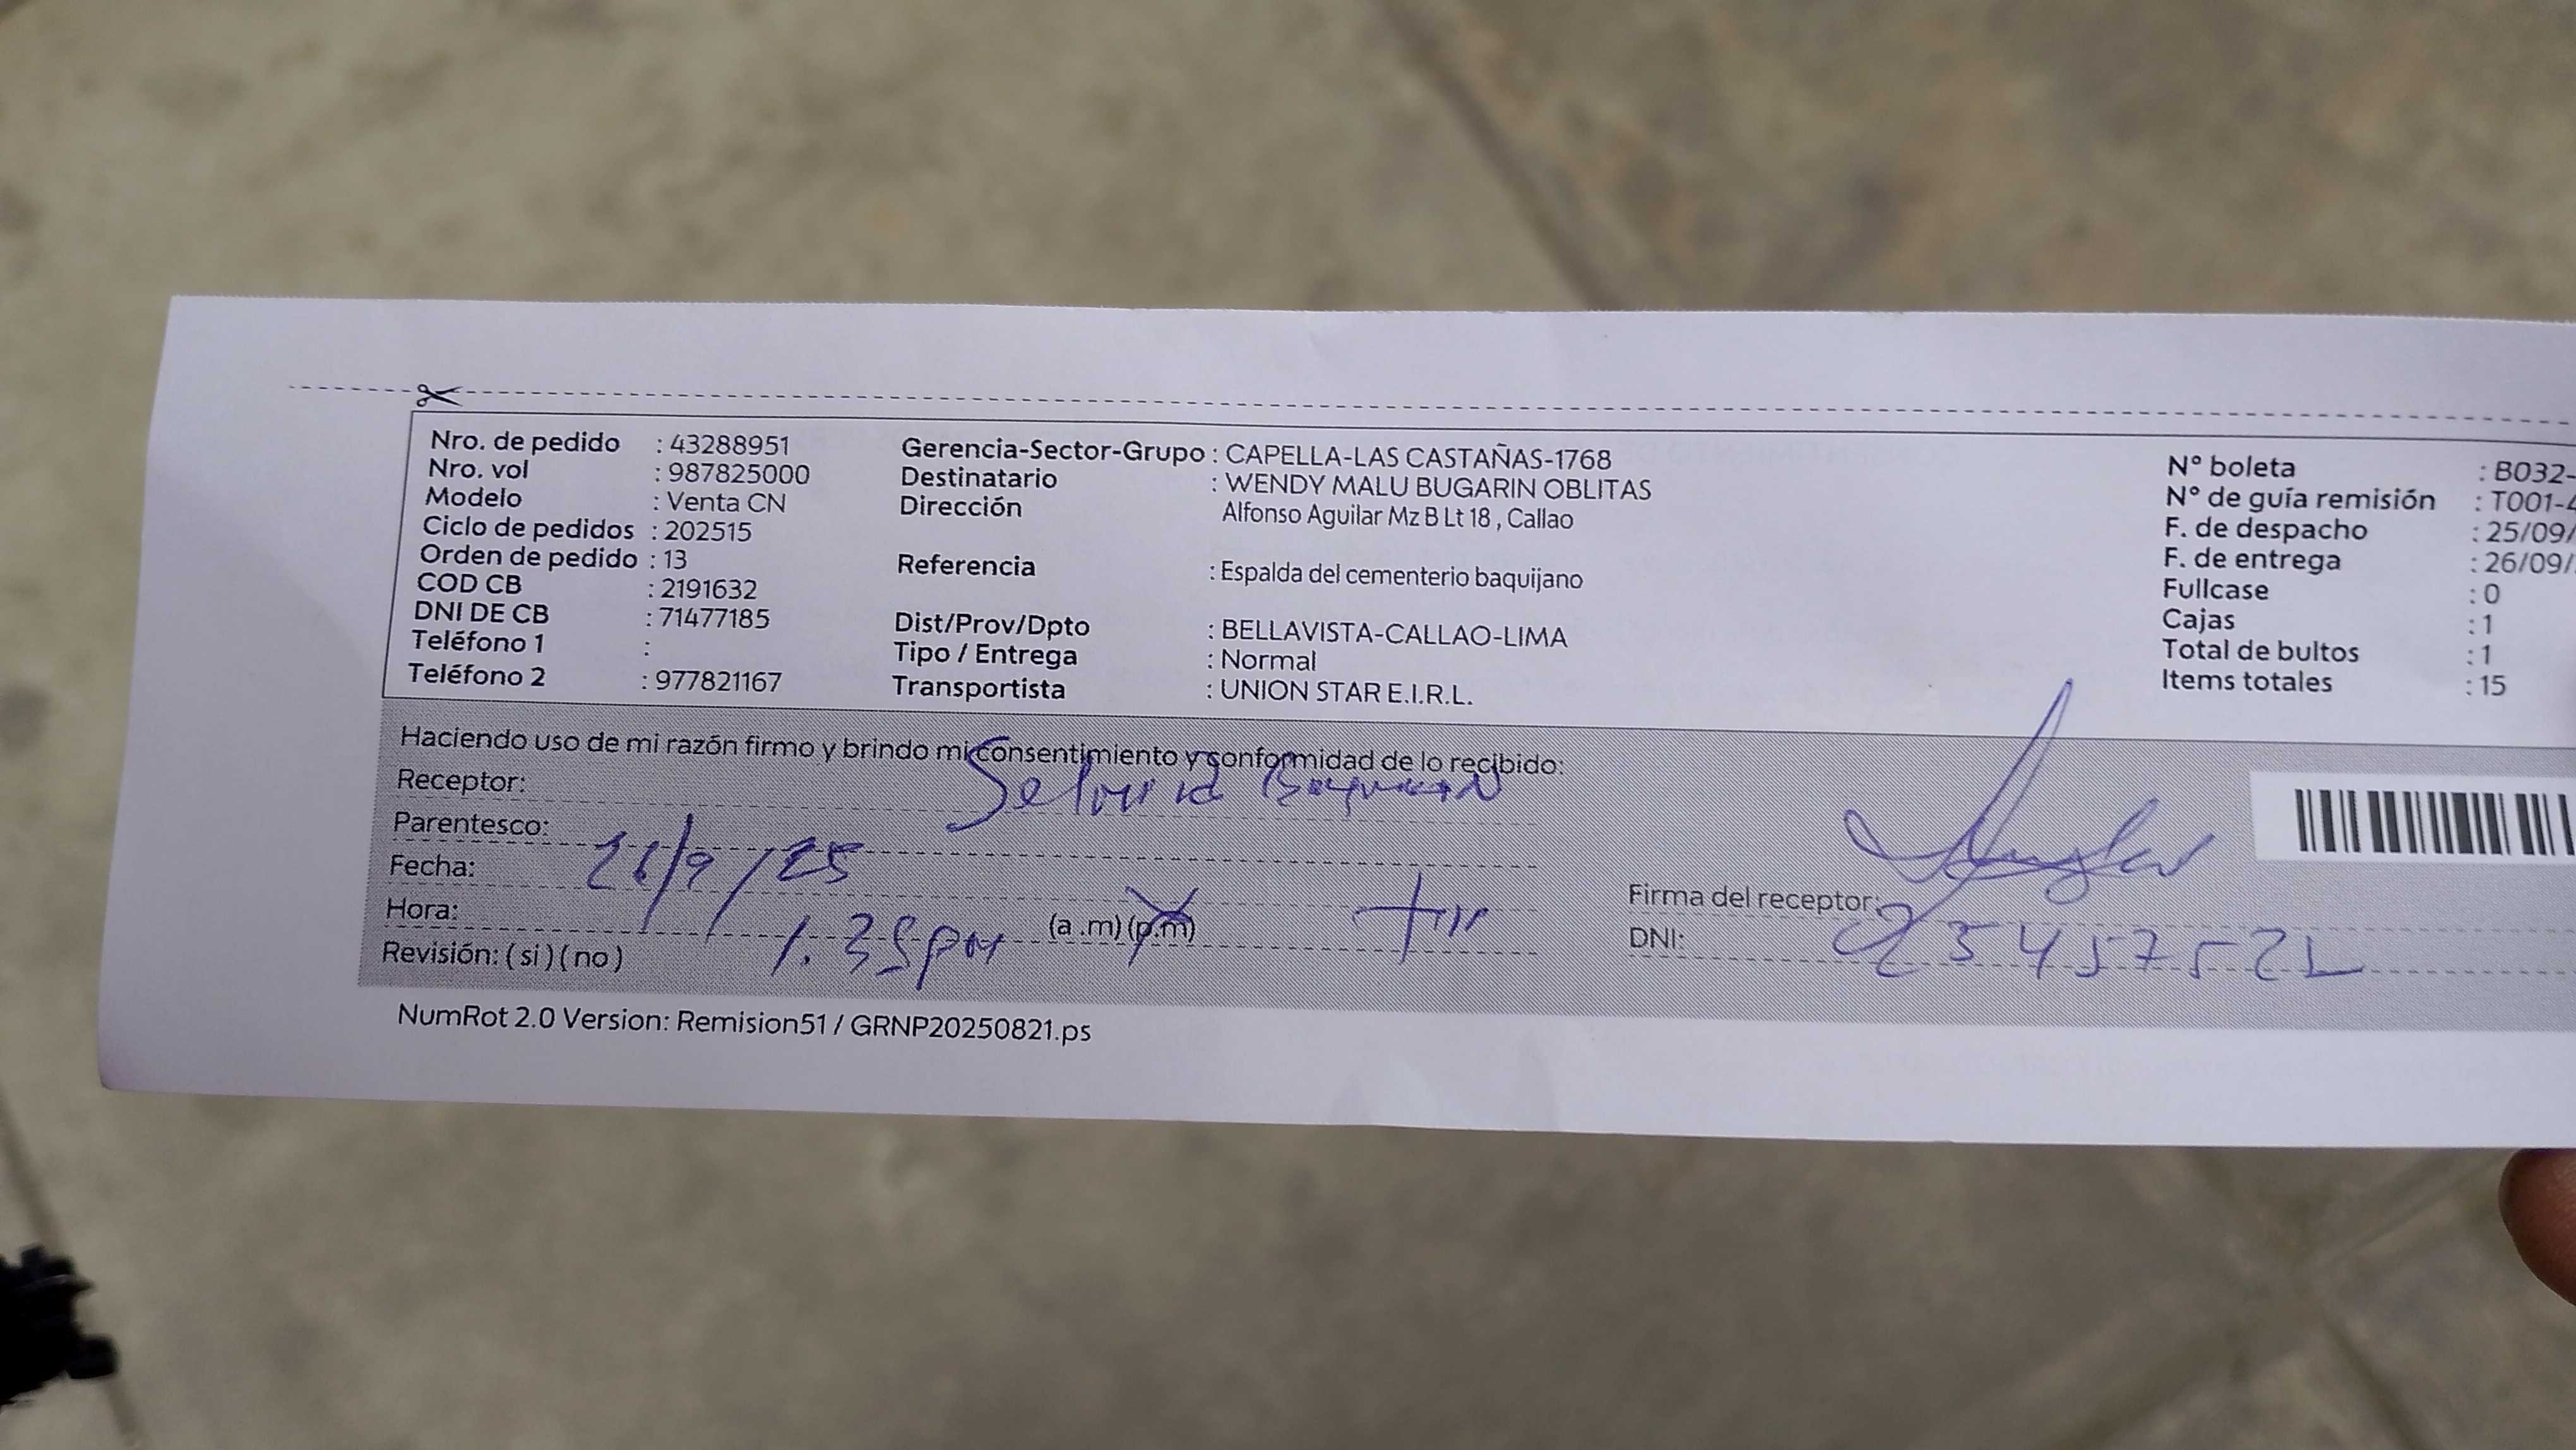 Nro. de pedido : 43288951
Nro. vol : 987825000
Modelo : Venta CN
Ciclo de pedidos : 202515
Orden de pedido : 13
COD CB : 2191632
DNI DE CB : 71477185
Teléfono 1 :
Teléfono 2 : 977821167
Gerencia-Sector-Grupo : CAPELLA-LAS CASTAÑAS-1768
Destinatario : WENDY MALU BUGARIN OBLITAS
Dirección Alfonso Aguilar Mz B Lt 18 , Callao
Referencia : Espalda del cementerio baquijano
Dist/Prov/Dpto : BELLAVISTA-CALLAO-LIMA
Tipo / Entrega : Normal
Transportista : UNION STAR E.I.R.L.
N° boleta : B032-
N° de guía remisión : T001-4
F. de despacho : 25/09/
F. de entrega : 26/09/
Fullcase : 0
Cajas : 1
Total de bultos : 1
Items totales : 15
Haciendo uso de mi razón firmo y brindo mi consentimiento y conformidad de lo recibido:
Receptor:
Parentesco:
Fecha: 26/9/25
Hora: 1.35pm (a .m) (p.m)
Revisión: ( si ) ( no )
Firma del receptor:
DNI:
NumRot 2.0 Version: Remision51 / GRNP20250821.ps